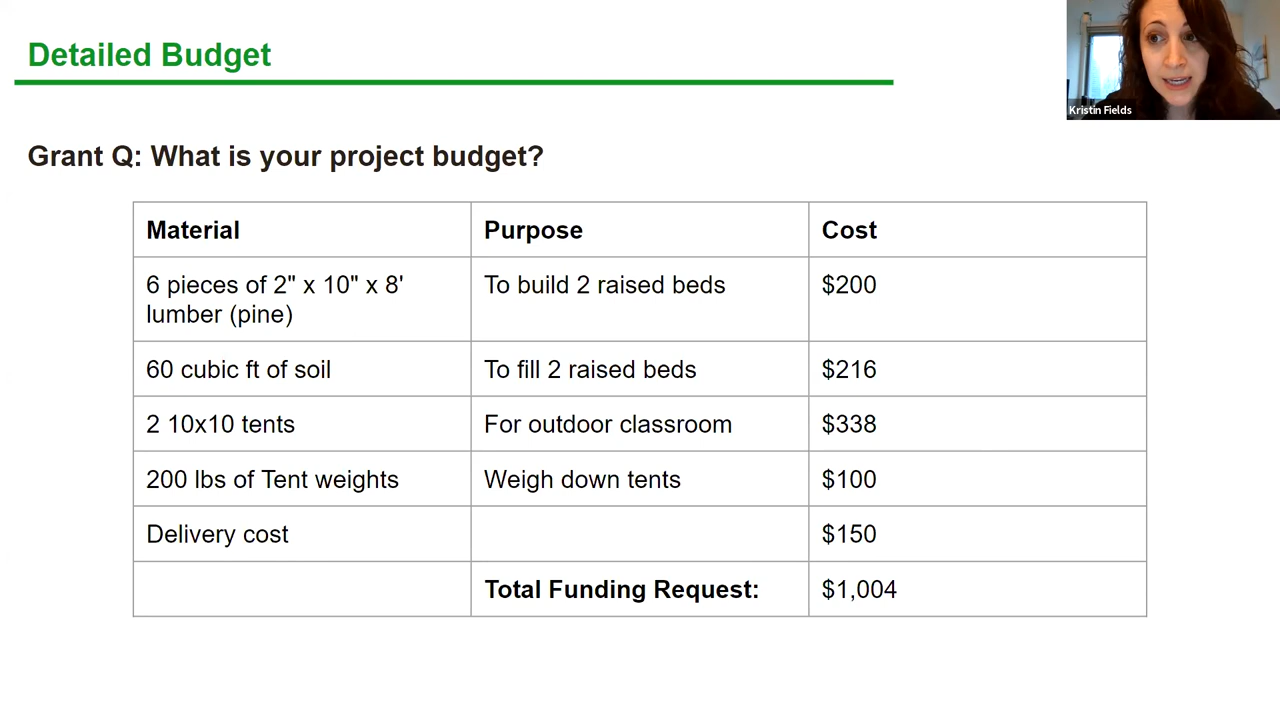 Detailed Budget
Kristin Fields
Grant Q: What is your project budget?
Material Purpose Cost
6 pieces of 2" x 10" x 8' To build 2 raised beds $200
lumber (pine)
60 cubic ft of soil To fill 2 raised beds $216
2 10x10 tents For outdoor classroom $338
200 lbs of Tent weights Weigh down tents $100
Delivery cost $150
Total Funding Request: $1,004